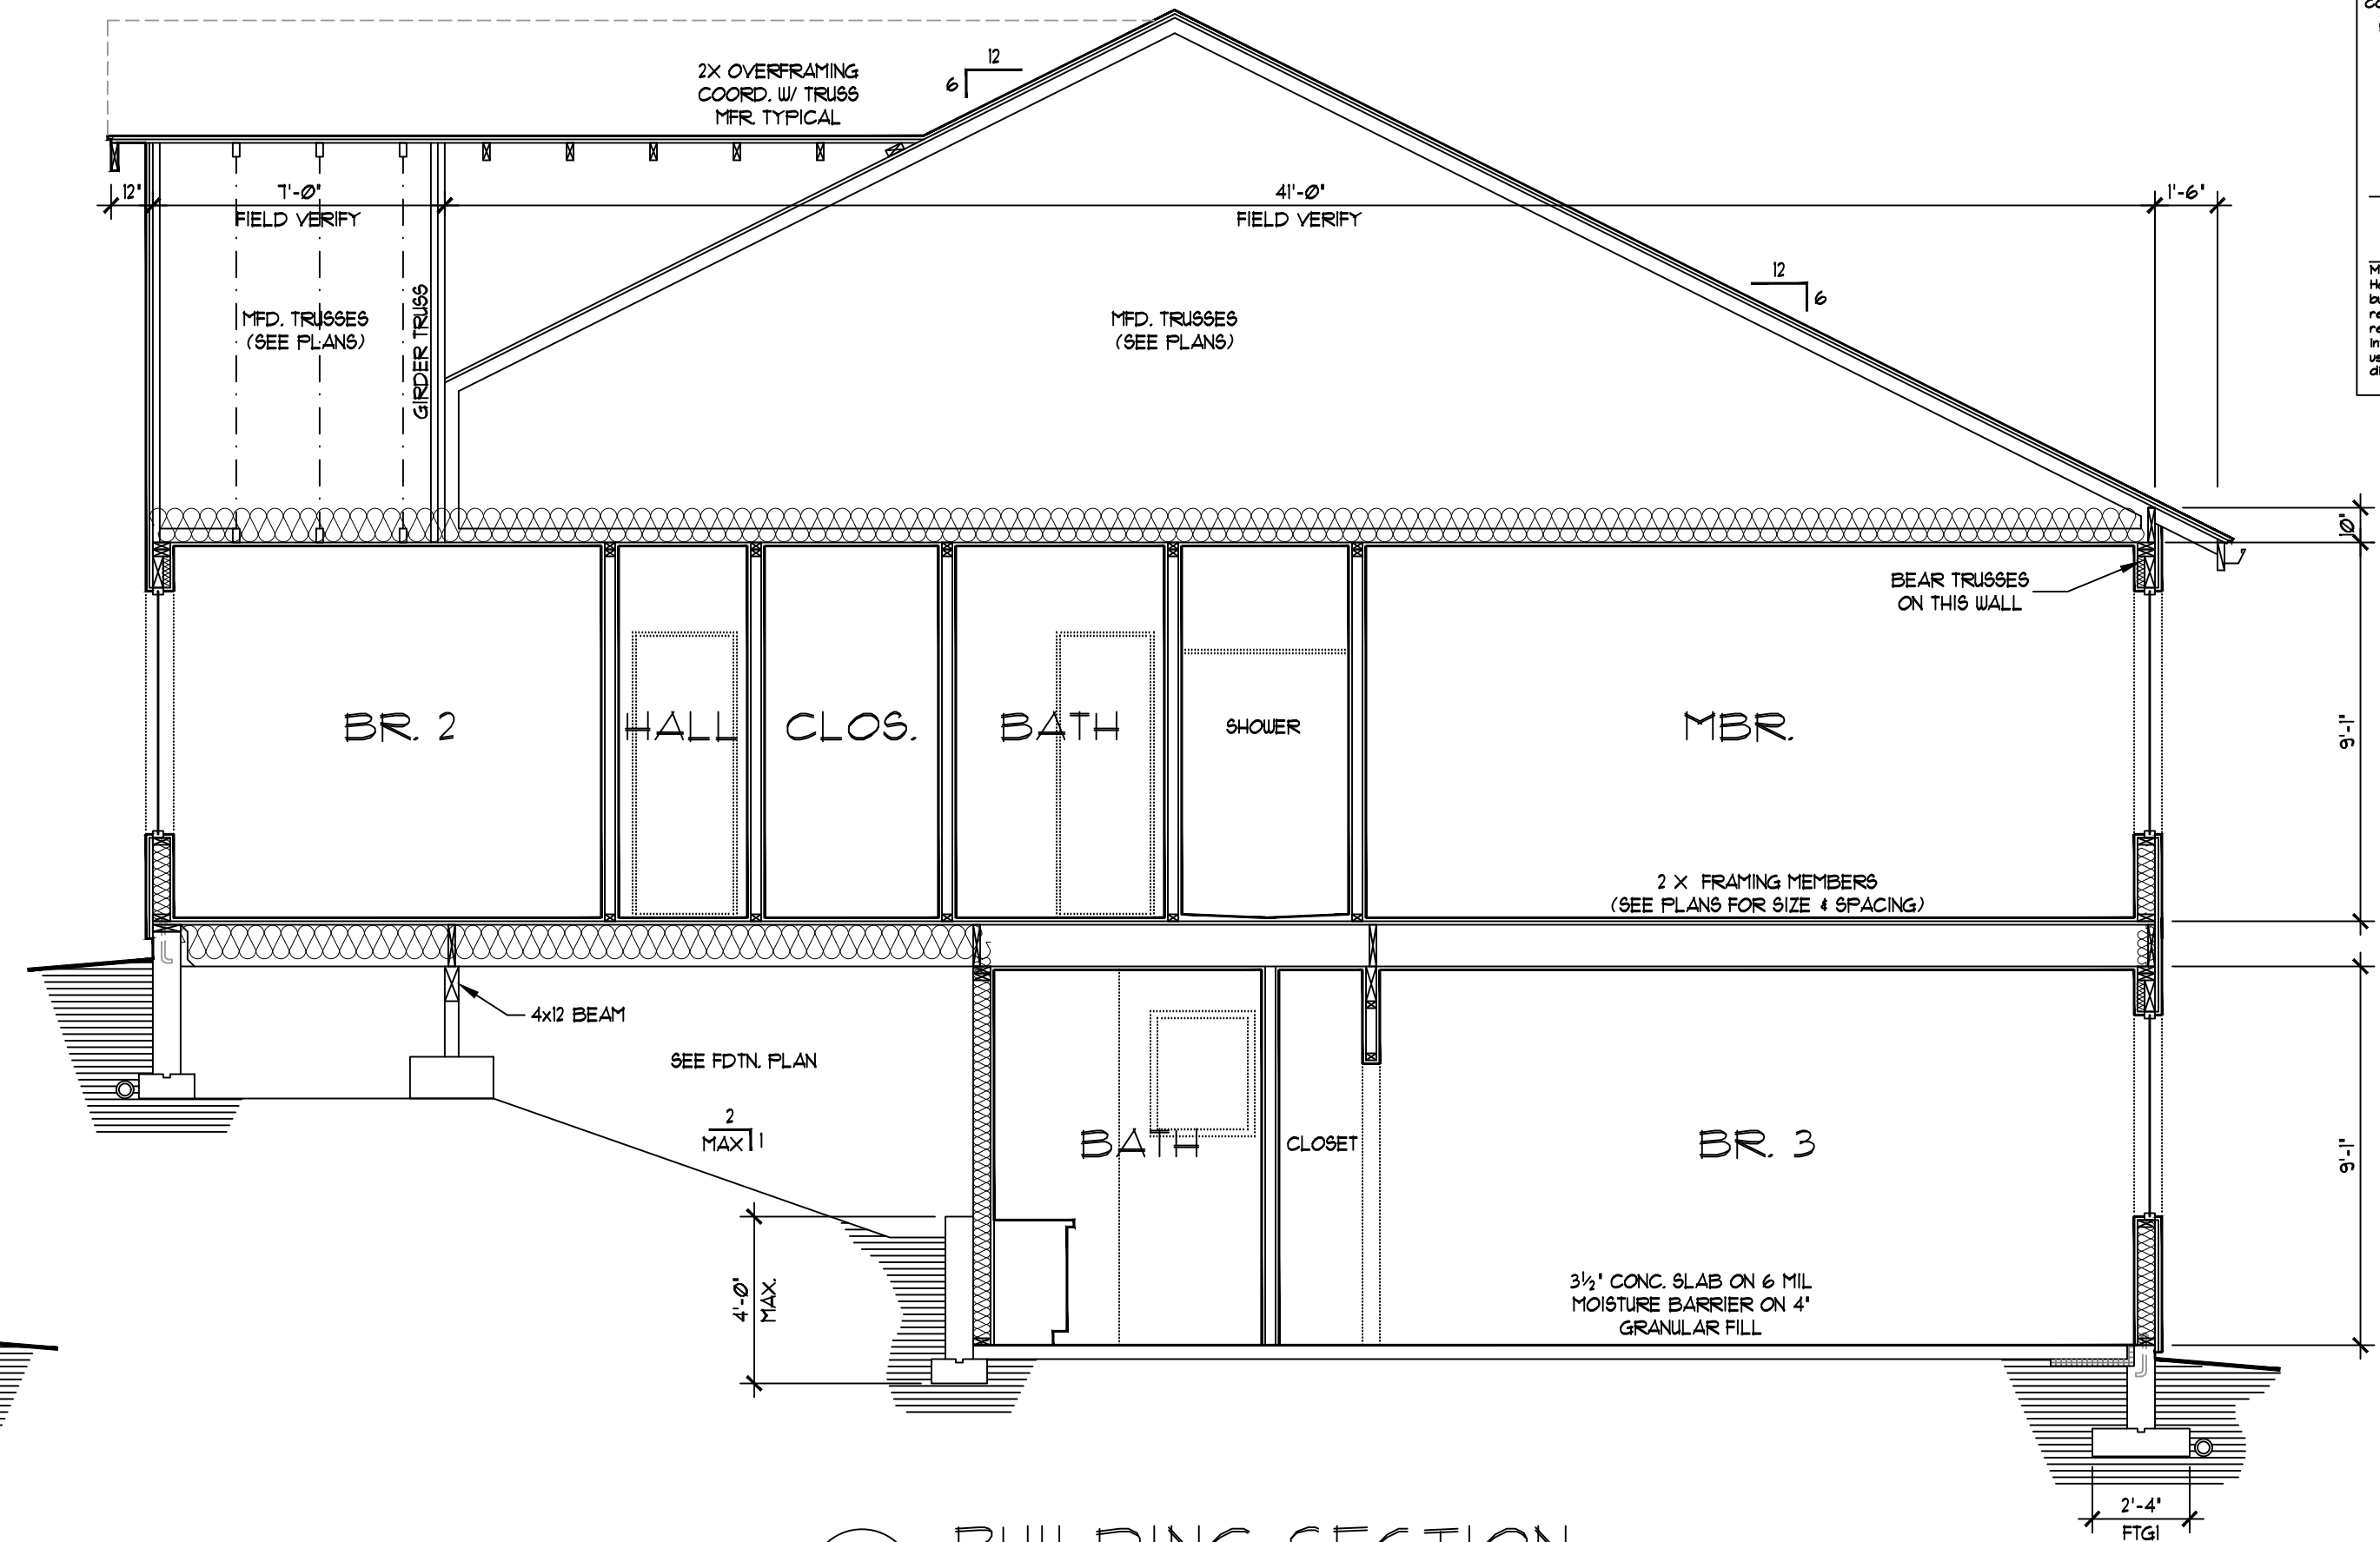 2X OVERFRAMING
COORD. W/ TRUSS
MFR. TYPICAL
12
6
12"
7'-0"
FIELD VERIFY
41'-0"
FIELD VERIFY
1'-6"
12
6
MFD. TRUSSES
(SEE PLANS)
GIRDER TRUSS
MFD. TRUSSES
(SEE PLANS)
10"
BEAR TRUSSES
ON THIS WALL
BR. 2
HALL
CLOS.
BATH
SHOWER
MBR.
9'-1"
2 X FRAMING MEMBERS
(SEE PLANS FOR SIZE & SPACING)
4x12 BEAM
SEE FDTN. PLAN
2
MAX 1
BATH
CLOSET
BR. 3
9'-1"
4'-0"
MAX.
3½" CONC. SLAB ON 6 MIL
MOISTURE BARRIER ON 4"
GRANULAR FILL
2'-4"
FTG1
BUILDING SECTION